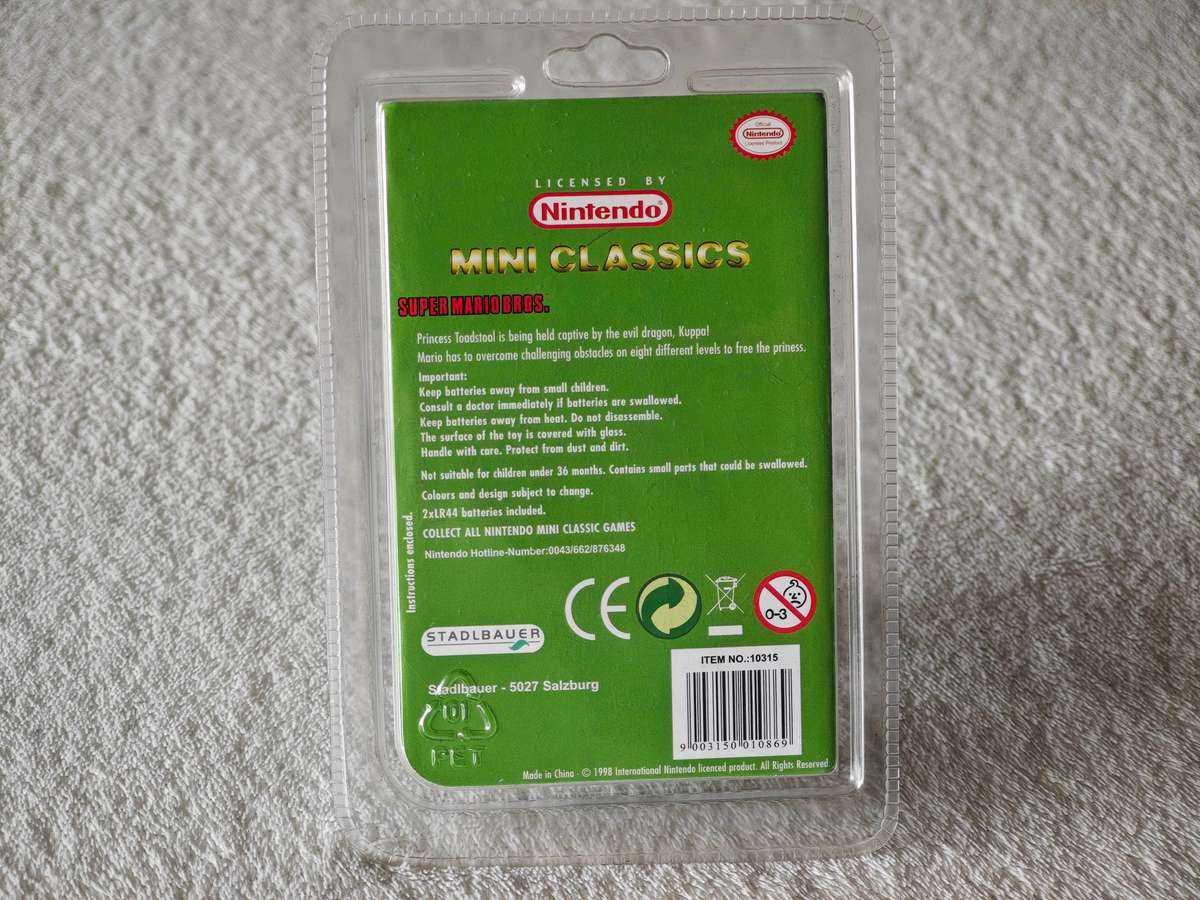 Official
Nintendo
Licensed Product
LICENSED BY
Nintendo®
MINI CLASSICS
SUPER MARIO BROS.
Princess Toadstool is being held captive by the evil dragon, Kuppa!
Mario has to overcome challenging obstacles on eight different levels to free the priness.
Important:
Keep batteries away from small children.
Consult a doctor immediately if batteries are swallowed.
Keep batteries away from heat. Do not disassemble.
The surface of the toy is covered with glass.
Handle with care. Protect from dust and dirt.
Not suitable for children under 36 months. Contains small parts that could be swallowed.
Colours and design subject to change.
2xLR44 batteries included.
COLLECT ALL NINTENDO MINI CLASSIC GAMES
Nintendo Hotline-Number:0043/662/876348
Instructions enclosed.
CE
0-3
STADLBAUER
Stadlbauer - 5027 Salzburg
01
PET
ITEM NO.:10315
9 003150 010869
Made in China - © 1998 International Nintendo licenced product. All Rights Reserved.